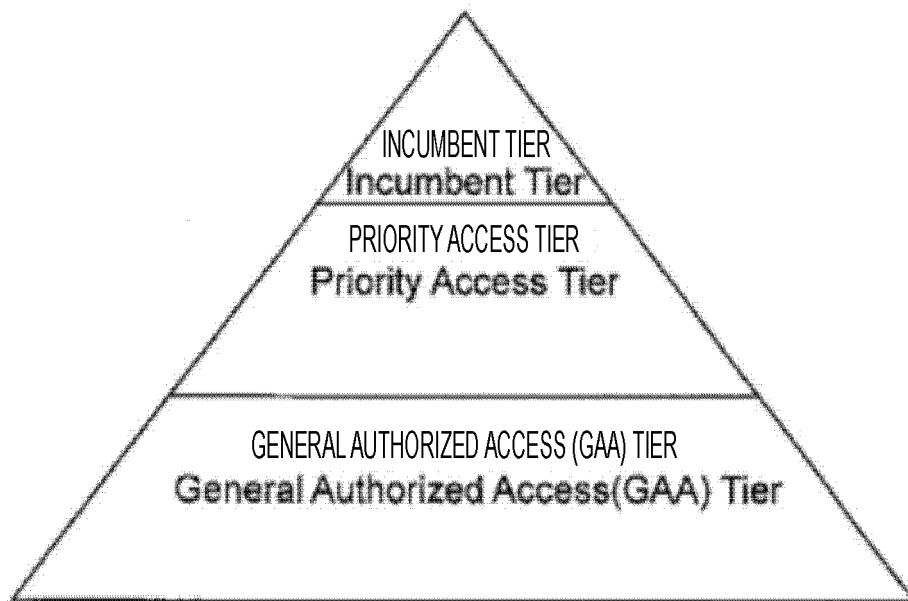 INCUMBENT TIER
Incumbent Tier
PRIORITY ACCESS TIER
Priority Access Tier
GENERAL AUTHORIZED ACCESS (GAA) TIER
General Authorized Access(GAA) Tier